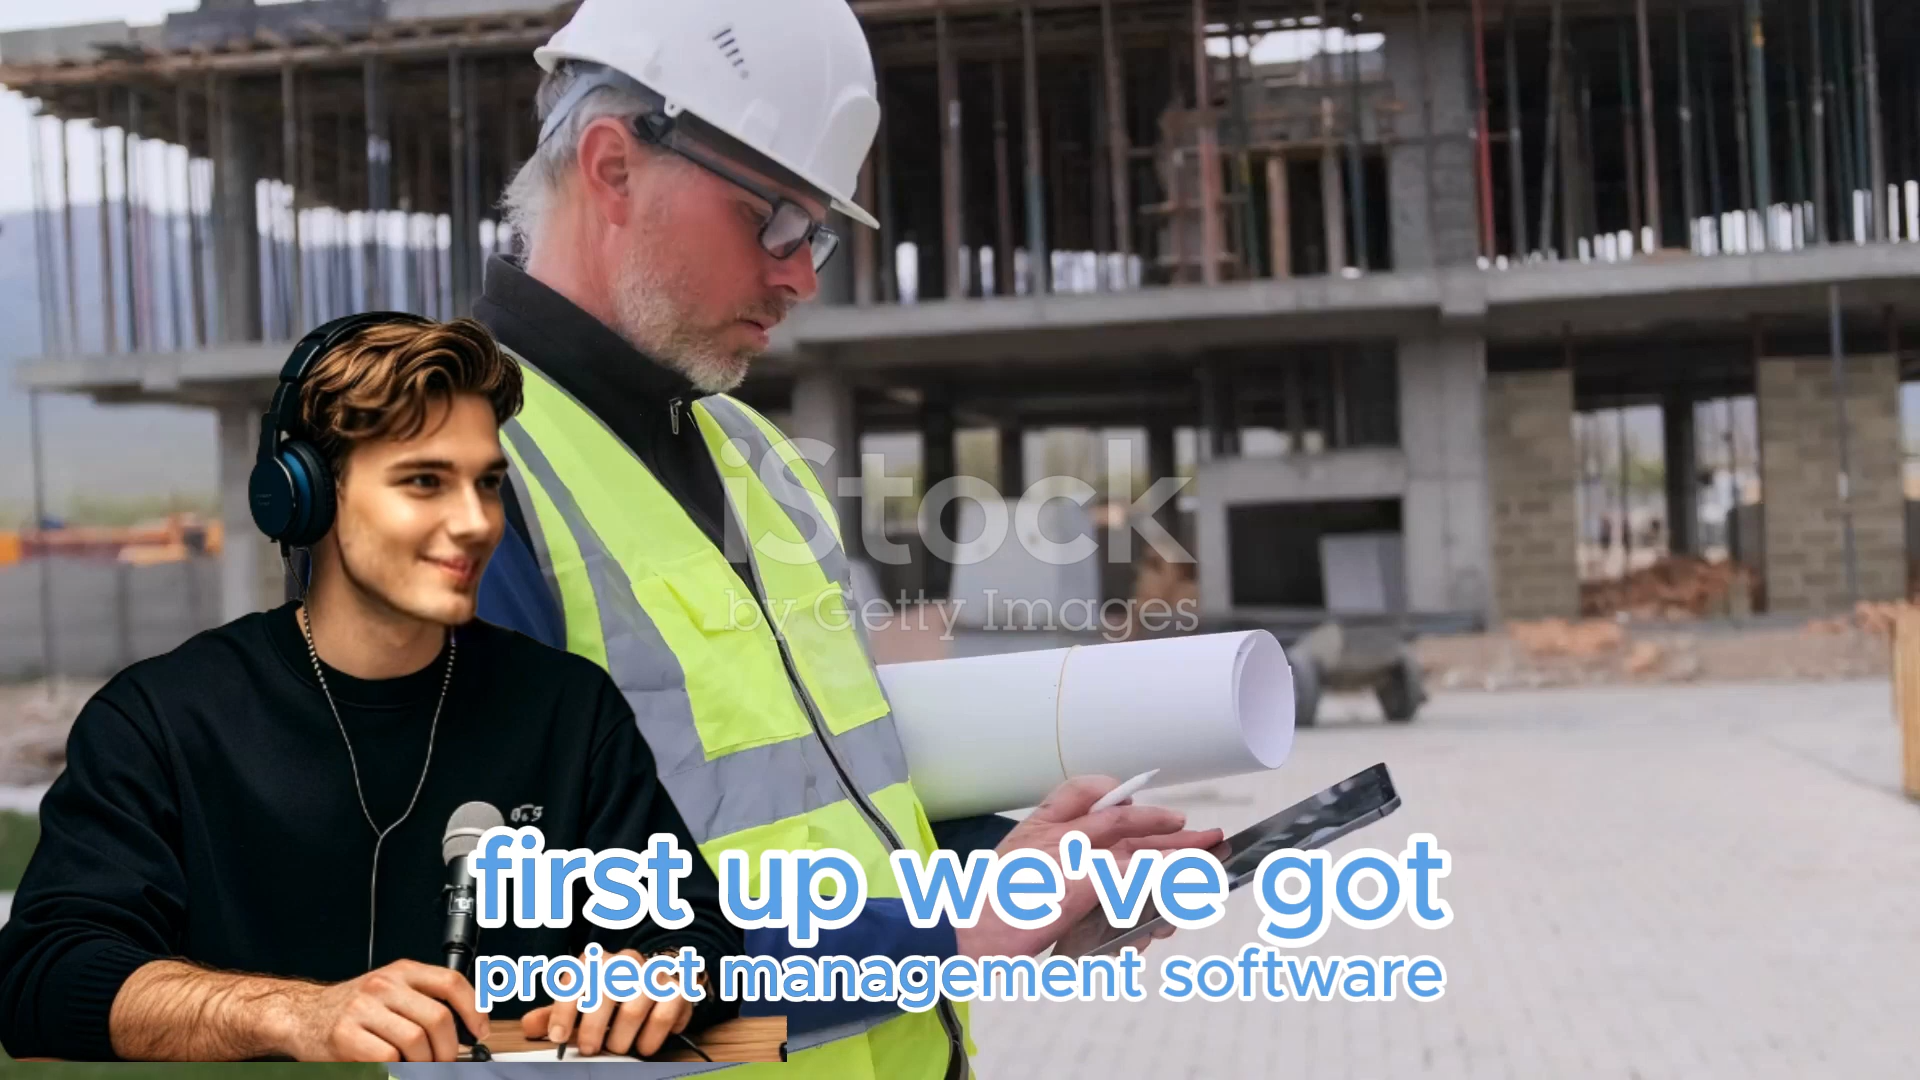 iStock
by Getty Images
first up we've got
project management software